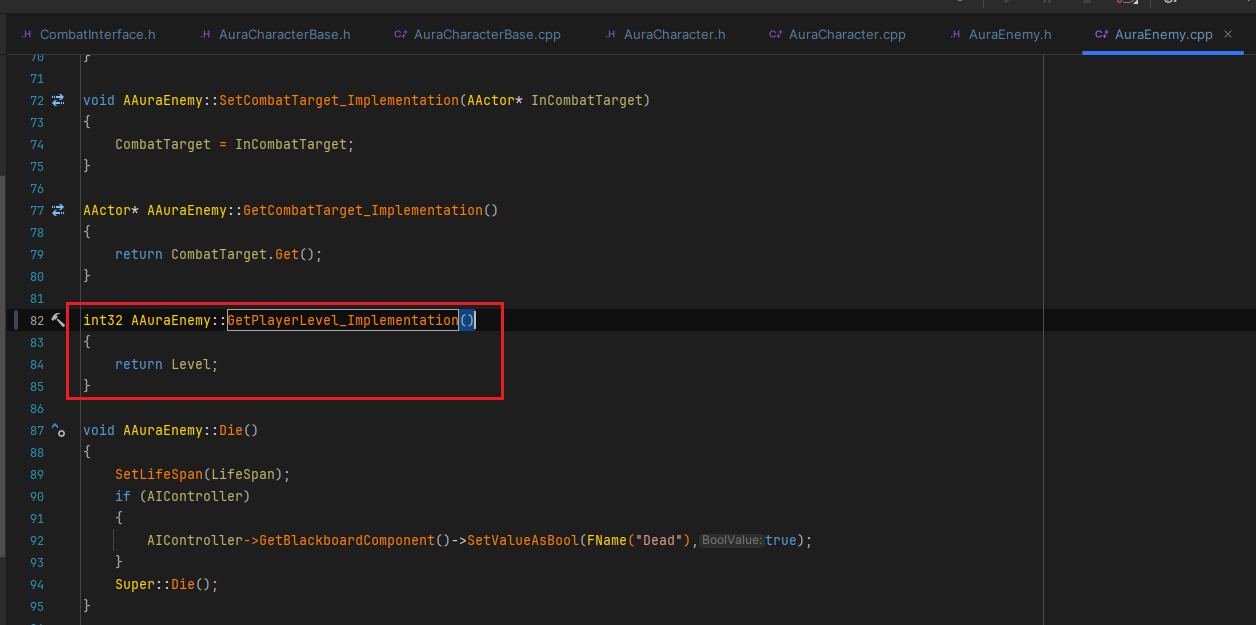 CombatInterface.h AuraCharacterBase.h AuraCharacterBase.cpp AuraCharacter.h AuraCharacter.cpp AuraEnemy.h AuraEnemy.cpp
70 }
71
72 void AAuraEnemy::SetCombatTarget_Implementation(AActor* InCombatTarget)
73 {
74 CombatTarget = InCombatTarget;
75 }
76
77 AActor* AAuraEnemy::GetCombatTarget_Implementation()
78 {
79 return CombatTarget.Get();
80 }
81
82 int32 AAuraEnemy::GetPlayerLevel_Implementation()
83 {
84 return Level;
85 }
86
87 void AAuraEnemy::Die()
88 {
89 SetLifeSpan(LifeSpan);
90 if (AIController)
91 {
92 AIController->GetBlackboardComponent()->SetValueAsBool(FName("Dead"), BoolValue: true);
93 }
94 Super::Die();
95 }